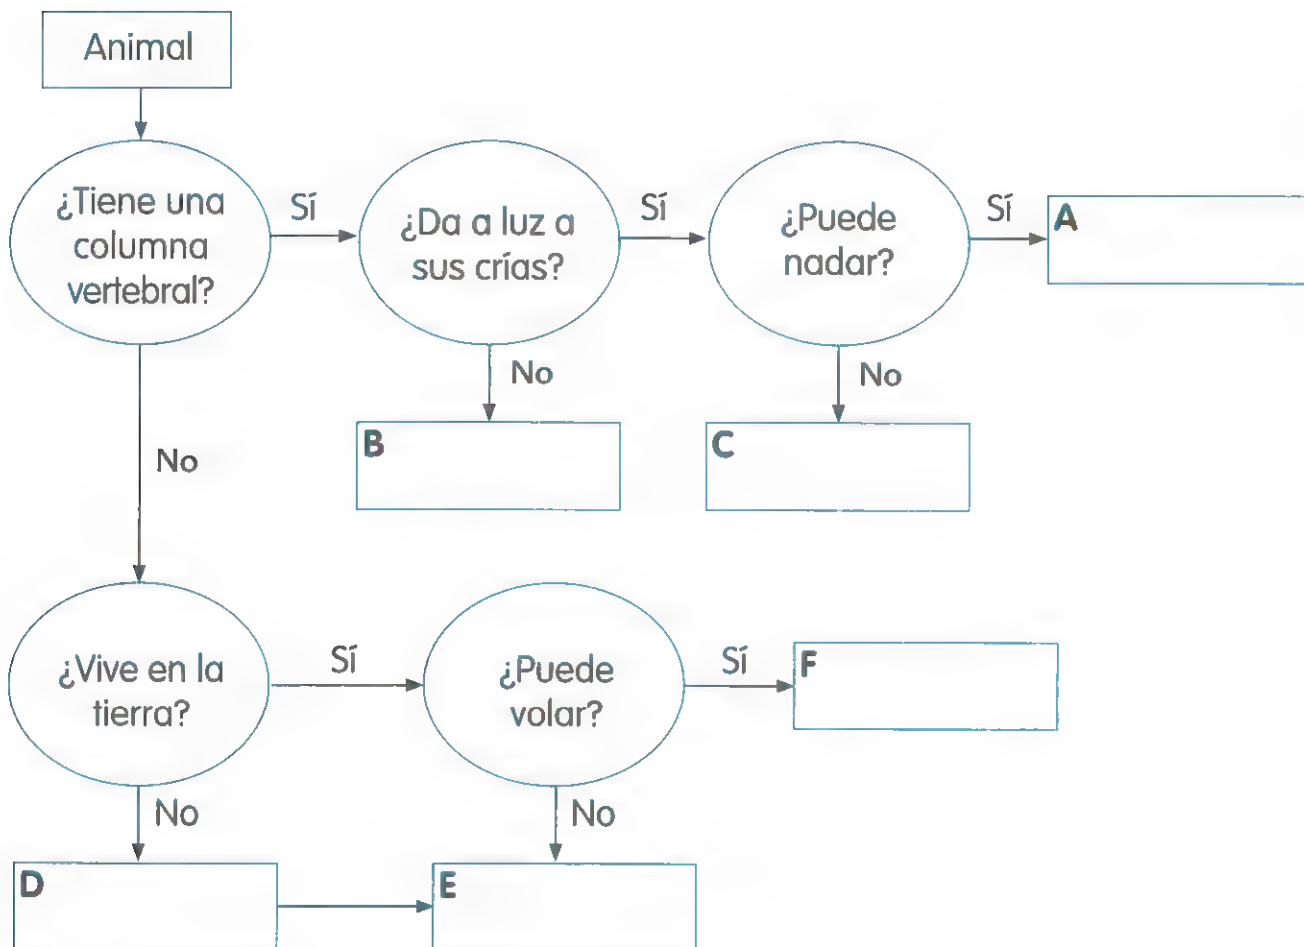 Animal
¿Tiene una
columna
vertebral?
Sí
¿Da a luz a
sus crías?
Sí
¿Puede
nadar?
Sí
A
No
No
B
C
No
¿Vive en la
tierra?
Sí
¿Puede
volar?
Sí
F
No
No
D
E